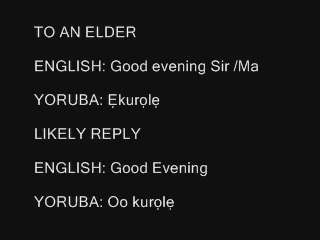 TO AN ELDER
ENGLISH: Good evening Sir /Ma
YORUBA: Ẹkurọlẹ
LIKELY REPLY
ENGLISH: Good Evening
YORUBA: Oo kurọlẹ